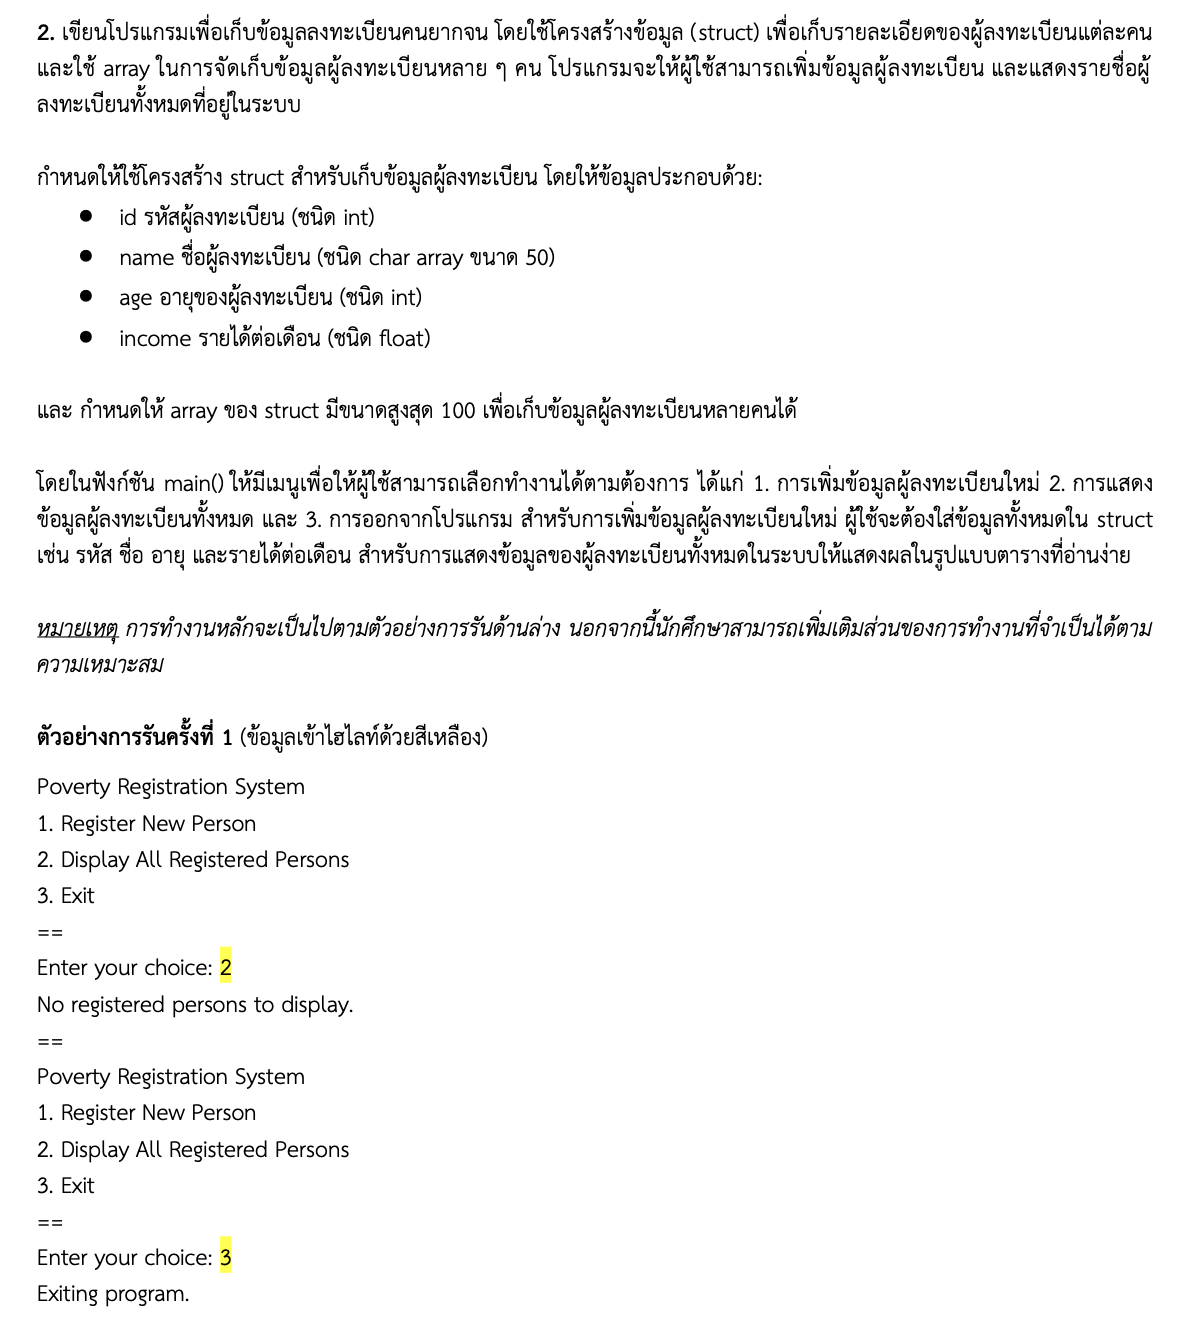 2. เขียนโปรแกรมเพื่อเก็บข้อมูลลงทะเบียนคนยากจน โดยใช้โครงสร้างข้อมูล (struct) เพื่อเก็บรายละเอียดของผู้ลงทะเบียนแต่ละคน
และใช้ array ในการจัดเก็บข้อมูลผู้ลงทะเบียนหลาย ๆ คน โปรแกรมจะให้ผู้ใช้สามารถเพิ่มข้อมูลผู้ลงทะเบียน และแสดงรายชื่อผู้
ลงทะเบียนทั้งหมดที่อยู่ในระบบ
กำหนดให้ใช้โครงสร้าง struct สำหรับเก็บข้อมูลผู้ลงทะเบียน โดยให้ข้อมูลประกอบด้วย:
● id รหัสผู้ลงทะเบียน (ชนิด int)
● name ชื่อผู้ลงทะเบียน (ชนิด char array ขนาด 50)
● age อายุของผู้ลงทะเบียน (ชนิด int)
● income รายได้ต่อเดือน (ชนิด float)
และ กำหนดให้ array ของ struct มีขนาดสูงสุด 100 เพื่อเก็บข้อมูลผู้ลงทะเบียนหลายคนได้
โดยในฟังก์ชัน main() ให้มีเมนูเพื่อให้ผู้ใช้สามารถเลือกทำงานได้ตามต้องการ ได้แก่ 1. การเพิ่มข้อมูลผู้ลงทะเบียนใหม่ 2. การแสดง
ข้อมูลผู้ลงทะเบียนทั้งหมด และ 3. การออกจากโปรแกรม สำหรับการเพิ่มข้อมูลผู้ลงทะเบียนใหม่ ผู้ใช้จะต้องใส่ข้อมูลทั้งหมดใน struct
เช่น รหัส ชื่อ อายุ และรายได้ต่อเดือน สำหรับการแสดงข้อมูลของผู้ลงทะเบียนทั้งหมดในระบบให้แสดงผลในรูปแบบตารางที่อ่านง่าย
หมายเหตุ การทำงานหลักจะเป็นไปตามตัวอย่างการรันด้านล่าง นอกจากนี้นักศึกษาสามารถเพิ่มเติมส่วนของการทำงานที่จำเป็นได้ตาม
ความเหมาะสม
ตัวอย่างการรันครั้งที่ 1 (ข้อมูลเข้าไฮไลท์ด้วยสีเหลือง)
Poverty Registration System
1. Register New Person
2. Display All Registered Persons
3. Exit
==
Enter your choice: 2
No registered persons to display.
==
Poverty Registration System
1. Register New Person
2. Display All Registered Persons
3. Exit
==
Enter your choice: 3
Exiting program.